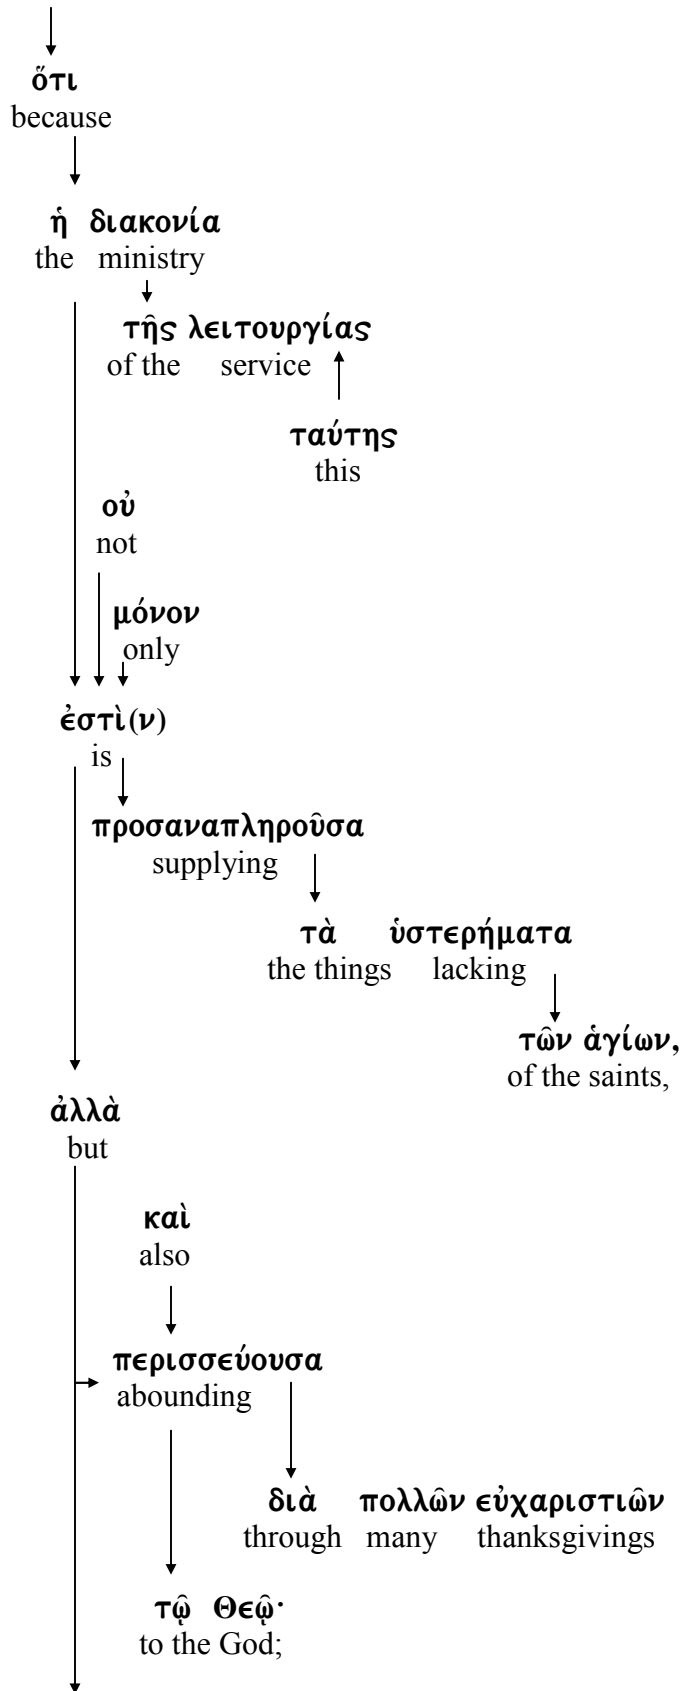 ὅτι
because
ἡ διακονία
the ministry
τῆς λειτουργίας
of the service
ταύτης
this
οὐ
not
μόνον
only
ἐστὶ(ν)
is
προσαναπληροῦσα
supplying
τὰ ὑστερήματα
the things lacking
τῶν ἁγίων,
of the saints,
ἀλλὰ
but
καὶ
also
περισσεύουσα
abounding
διὰ πολλῶν εὐχαριστιῶν
through many thanksgivings
τῷ Θεῷ·
to the God;